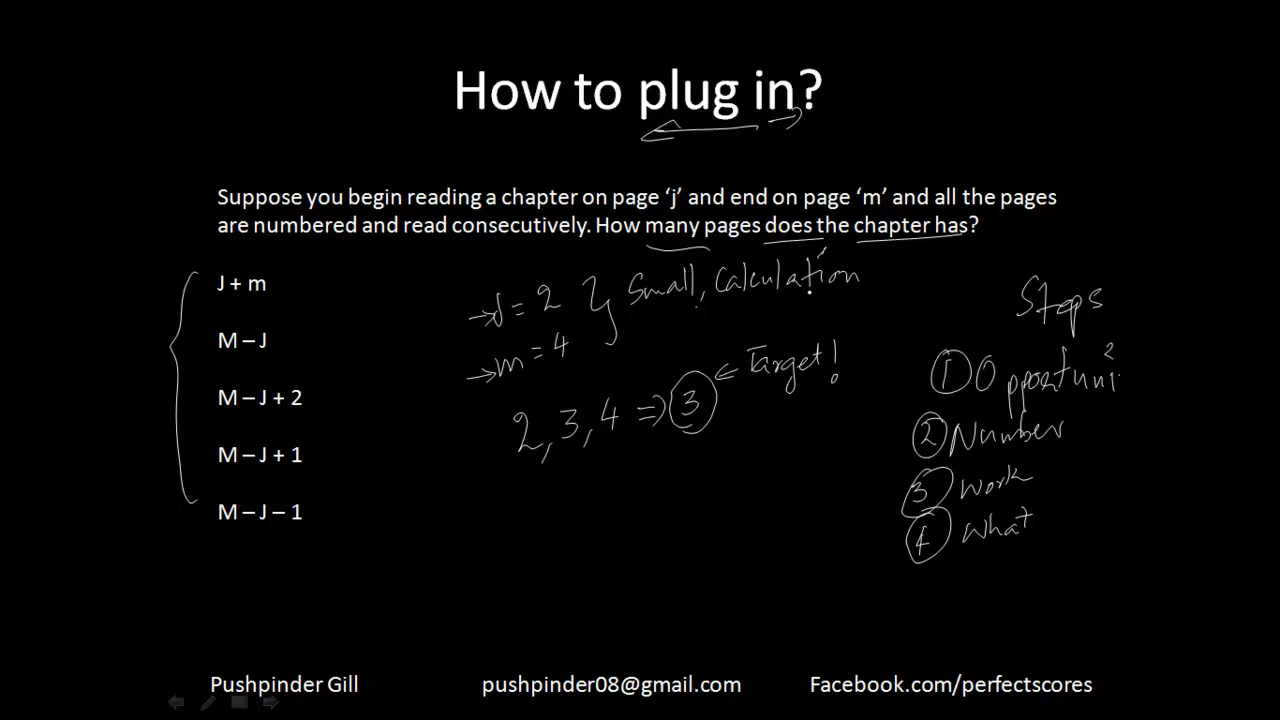 How to plug in?
Suppose you begin reading a chapter on page ‘j’ and end on page ‘m’ and all the pages
are numbered and read consecutively. How many pages does the chapter has?
J + m
M – J
M – J + 2
M – J + 1
M – J – 1
J = 2 } Small, Calculation
m = 4
2, 3, 4 ⇒ 3 ← Target!
Steps
1 Opportuni
2 Number
3 Work
4 What
Pushpinder Gill
pushpinder08@gmail.com
Facebook.com/perfectscores